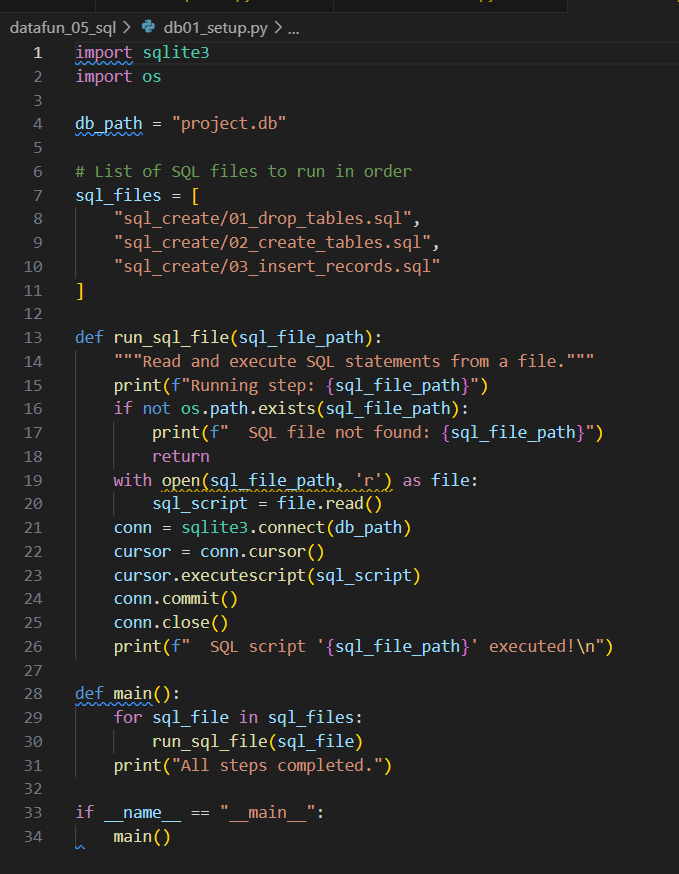 datafun_05_sql > db01_setup.py > ...
1 import sqlite3
2 import os
3
4 db_path = "project.db"
5
6 # List of SQL files to run in order
7 sql_files = [
8     "sql_create/01_drop_tables.sql",
9     "sql_create/02_create_tables.sql",
10     "sql_create/03_insert_records.sql"
11 ]
12
13 def run_sql_file(sql_file_path):
14     """Read and execute SQL statements from a file."""
15     print(f"Running step: {sql_file_path}")
16     if not os.path.exists(sql_file_path):
17         print(f"  SQL file not found: {sql_file_path}")
18         return
19     with open(sql_file_path, 'r') as file:
20         sql_script = file.read()
21     conn = sqlite3.connect(db_path)
22     cursor = conn.cursor()
23     cursor.executescript(sql_script)
24     conn.commit()
25     conn.close()
26     print(f"  SQL script '{sql_file_path}' executed!\n")
27
28 def main():
29     for sql_file in sql_files:
30         run_sql_file(sql_file)
31     print("All steps completed.")
32
33 if __name__ == "__main__":
34     main()